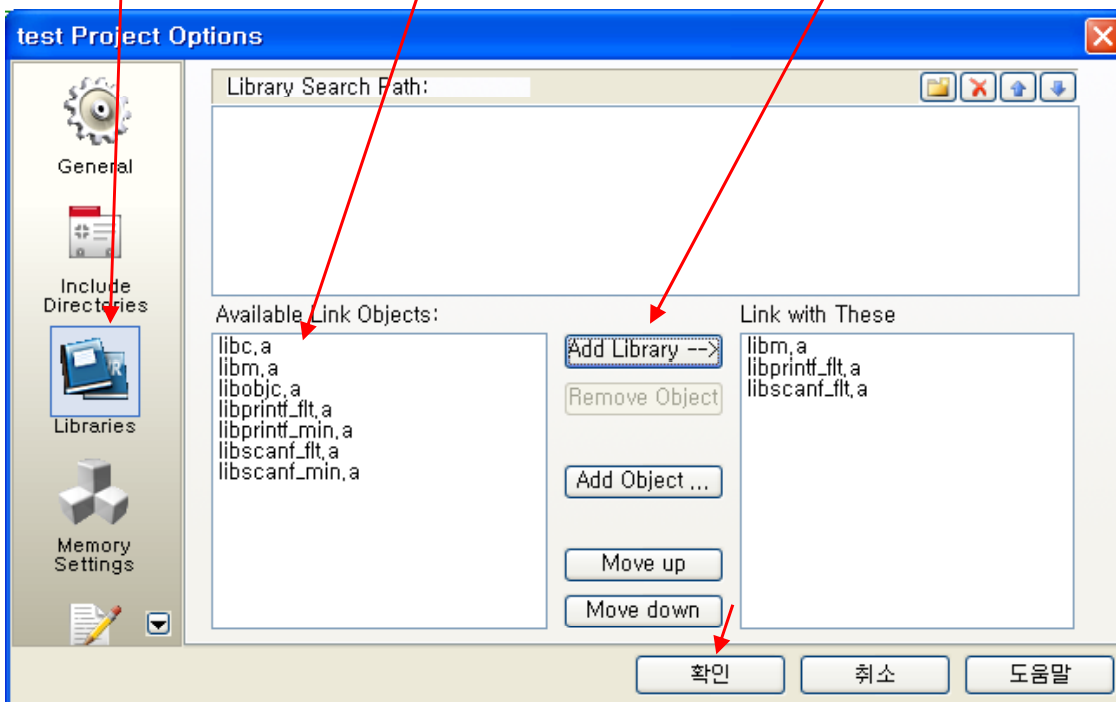 test Project Options
Library Search Path:
General
Include
Directories
Available Link Objects:
Link with These
libc.a
libm.a
libobjc.a
libprintf_flt.a
libprintf_min.a
libscanf_flt.a
libscanf_min.a
Add Library -->
Remove Object
Add Object ...
Move up
Move down
libm.a
libprintf_flt.a
libscanf_flt.a
Libraries
Memory
Settings
확인
취소
도움말